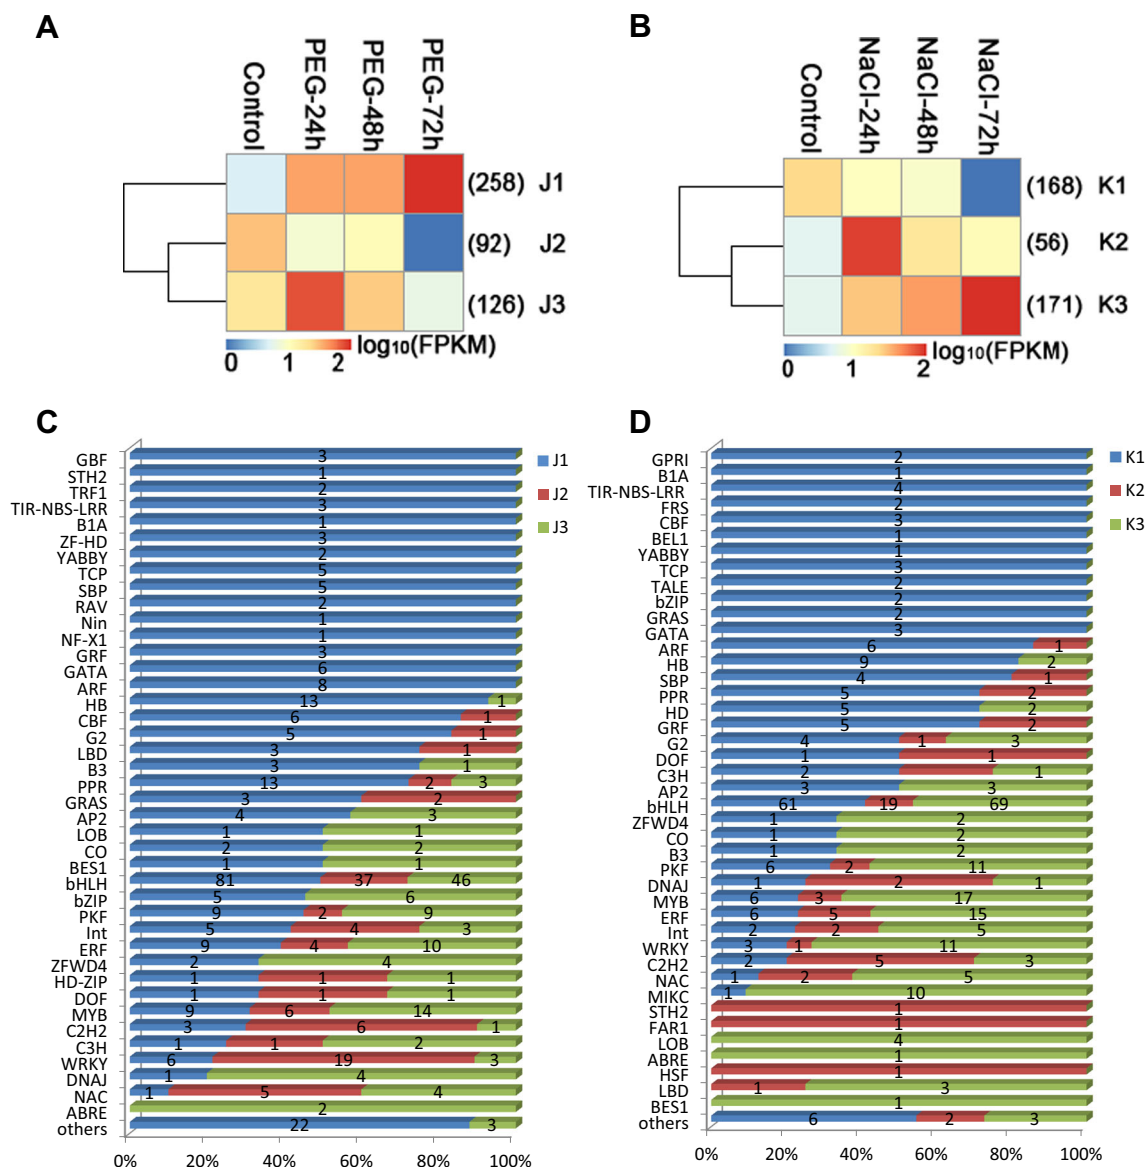 A
Control PEG-24h PEG-48h PEG-72h
(258) J1
(92) J2
(126) J3
0 1 2 log10(FPKM)
B
Control NaCl-24h NaCl-48h NaCl-72h
(168) K1
(56) K2
(171) K3
0 1 2 log10(FPKM)
C
GBF 3
STH2 1
TRF1 2
TIR-NBS-LRR 3
B1A 1
ZF-HD 3
YABBY 2
TCP 5
SBP 5
RAV 2
Nin 1
NF-X1 1
GRF 3
GATA 6
ARF 8
HB 13 1
CBF 6 1
G2 5 1
LBD 3 1
B3 3 1
PPR 13 2 3
GRAS 3 2
AP2 4 3
LOB 1 1
CO 2 2
BES1 1 1
bHLH 81 37 46
bZIP 5 6
PKF 9 2 9
Int 5 4 3
ERF 9 4 10
ZFWD4 2 4
HD-ZIP 1 1 1
DOF 1 1 1
MYB 9 6 14
C2H2 3 6 1
C3H 1 1 2
WRKY 6 19 3
DNAJ 1 4
NAC 1 5 4
ABRE 2
others 22 3
0% 20% 40% 60% 80% 100%
J1
J2
J3
D
GPRI 2
B1A 1
TIR-NBS-LRR 4
FRS 2
CBF 3
BEL1 1
YABBY 1
TCP 3
TALE 2
bZIP 2
GRAS 2
GATA 3
ARF 6 1
HB 9 2
SBP 4 1
PPR 5 2
HD 5 2
GRF 5 2
G2 4 1 3
DOF 1 1
C3H 2 1
AP2 3 3
bHLH 61 19 69
ZFWD4 1 2
CO 1 2
B3 1 2
PKF 6 2 11
DNAJ 1 2 1
MYB 6 3 17
ERF 6 5 15
Int 2 2 5
WRKY 3 1 11
C2H2 2 5 3
NAC 1 2 5
MIKC 1 10
STH2 1
FAR1 1
LOB 4
ABRE 1
HSF 1
LBD 1 3
BES1 1
others 6 2 3
0% 20% 40% 60% 80% 100%
K1
K2
K3